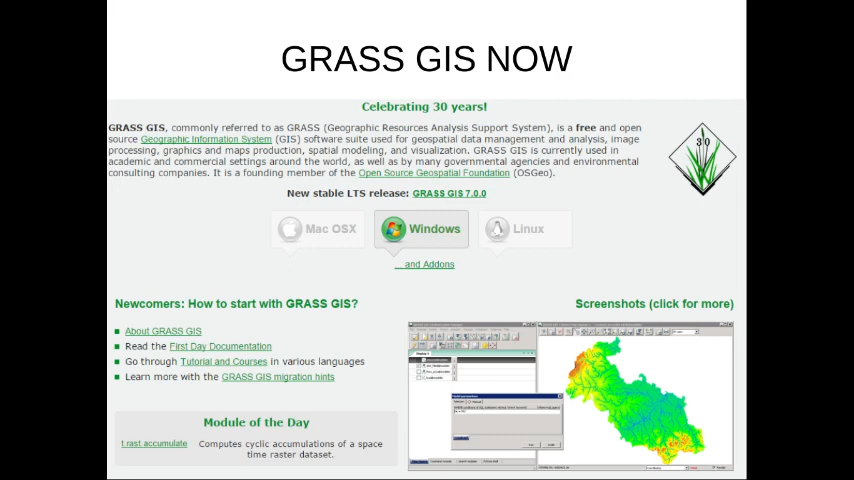 GRASS GIS NOW
Celebrating 30 years!
GRASS GIS, commonly referred to as GRASS (Geographic Resources Analysis Support System), is a free and open
source Geographic Information System (GIS) software suite used for geospatial data management and analysis, image
processing, graphics and maps production, spatial modeling, and visualization. GRASS GIS is currently used in
academic and commercial settings around the world, as well as by many governmental agencies and environmental
consulting companies. It is a founding member of the Open Source Geospatial Foundation (OSGeo).
30
New stable LTS release: GRASS GIS 7.0.0
Mac OSX
Windows
Linux
... and Addons
Newcomers: How to start with GRASS GIS?
Screenshots (click for more)
About GRASS GIS
Read the First Day Documentation
Go through Tutorial and Courses in various languages
Learn more with the GRASS GIS migration hints
Module of the Day
t.rast.accumulate
Computes cyclic accumulations of a space
time raster dataset.